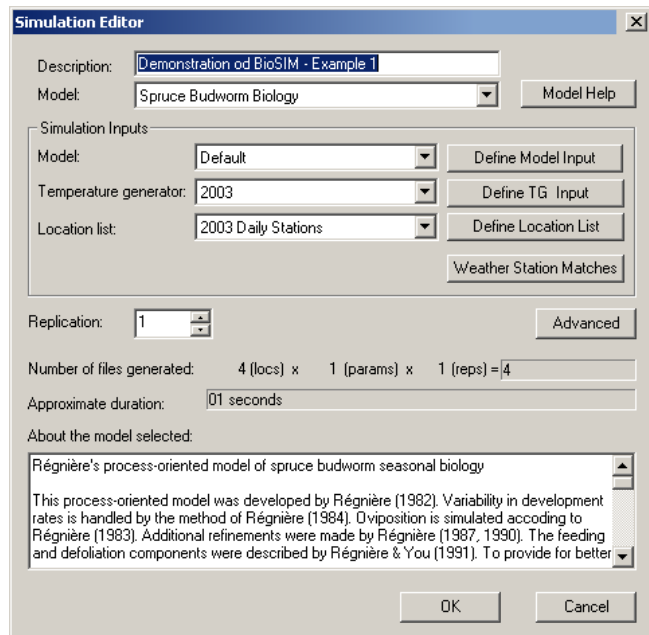 Simulation Editor
Description: Demonstration od BioSIM - Example 1
Model: Spruce Budworm Biology Model Help
Simulation Inputs
Model: Default Define Model Input
Temperature generator: 2003 Define TG Input
Location list: 2003 Daily Stations Define Location List
Weather Station Matches
Replication: 1 Advanced
Number of files generated: 4 (locs) x 1 (params) x 1 (reps) = 4
Approximate duration: 01 seconds
About the model selected:
Régnière's process-oriented model of spruce budworm seasonal biology
This process-oriented model was developed by Régnière (1982). Variability in development
rates is handled by the method of Régnière (1984). Oviposition is simulated accoding to
Régnière (1983). Additional refinements were made by Régnière (1987, 1990). The feeding
and defoliation components were described by Régnière & You (1991). To provide for better
OK Cancel